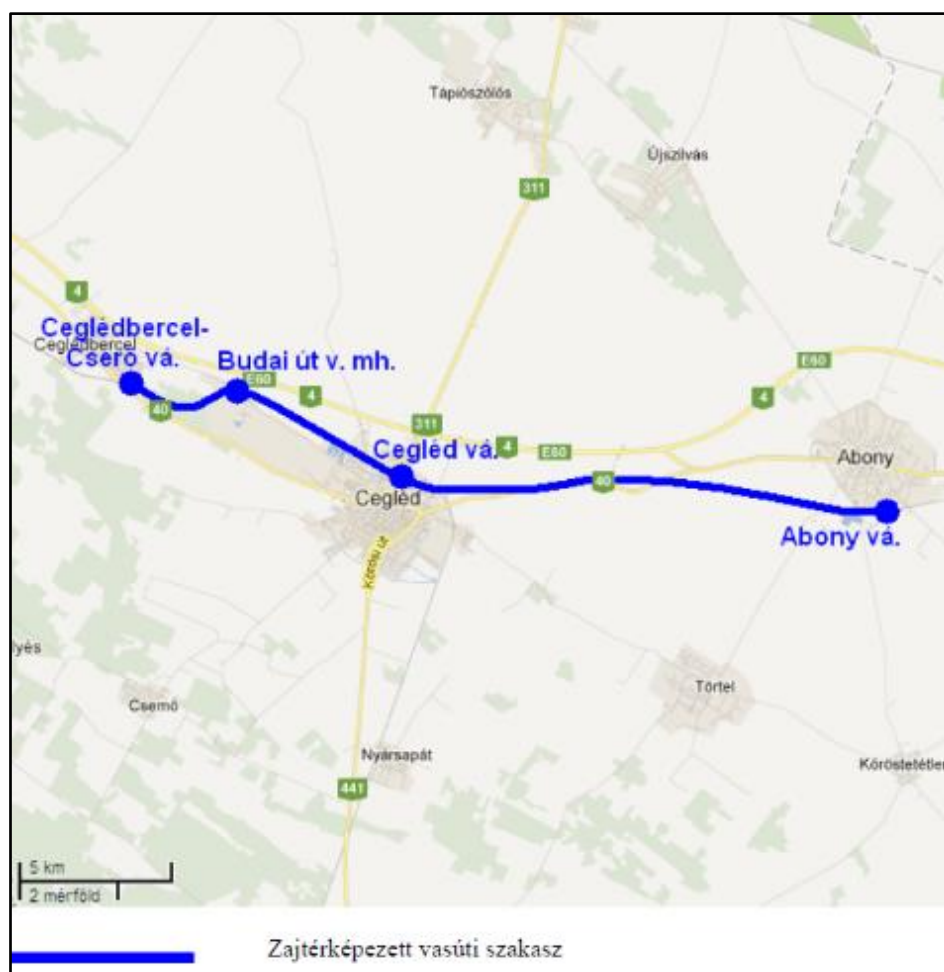 Tápiószőlős
Újszilvás
311
4
Ceglédbercel-
Ceglédbercel
Cserő vá.
Budai út v. mh.
E60
4
40
311
E60
4
Cegléd vá.
4
E60
Abony
Cegléd
40
Abony vá.
Kőrösi út
lyés
Csemő
Törtel
Nyársapát
Kőröstetétlen
441
5 km
2 mérföld
Zajtérképezett vasúti szakasz